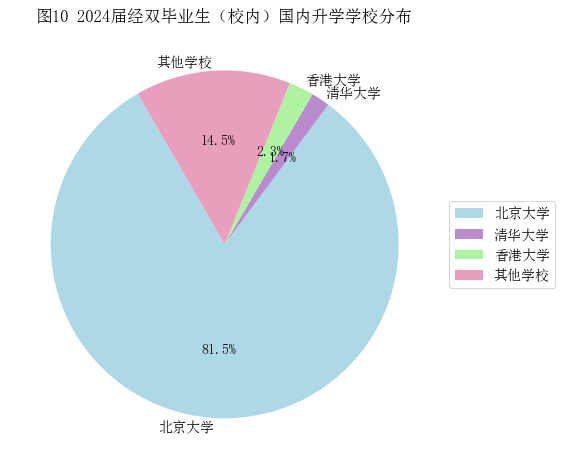 图10 2024届经双毕业生（校内）国内升学学校分布
其他学校
香港大学
清华大学
14.5%
2.3%
1.7%
81.5%
北京大学
北京大学
清华大学
香港大学
其他学校